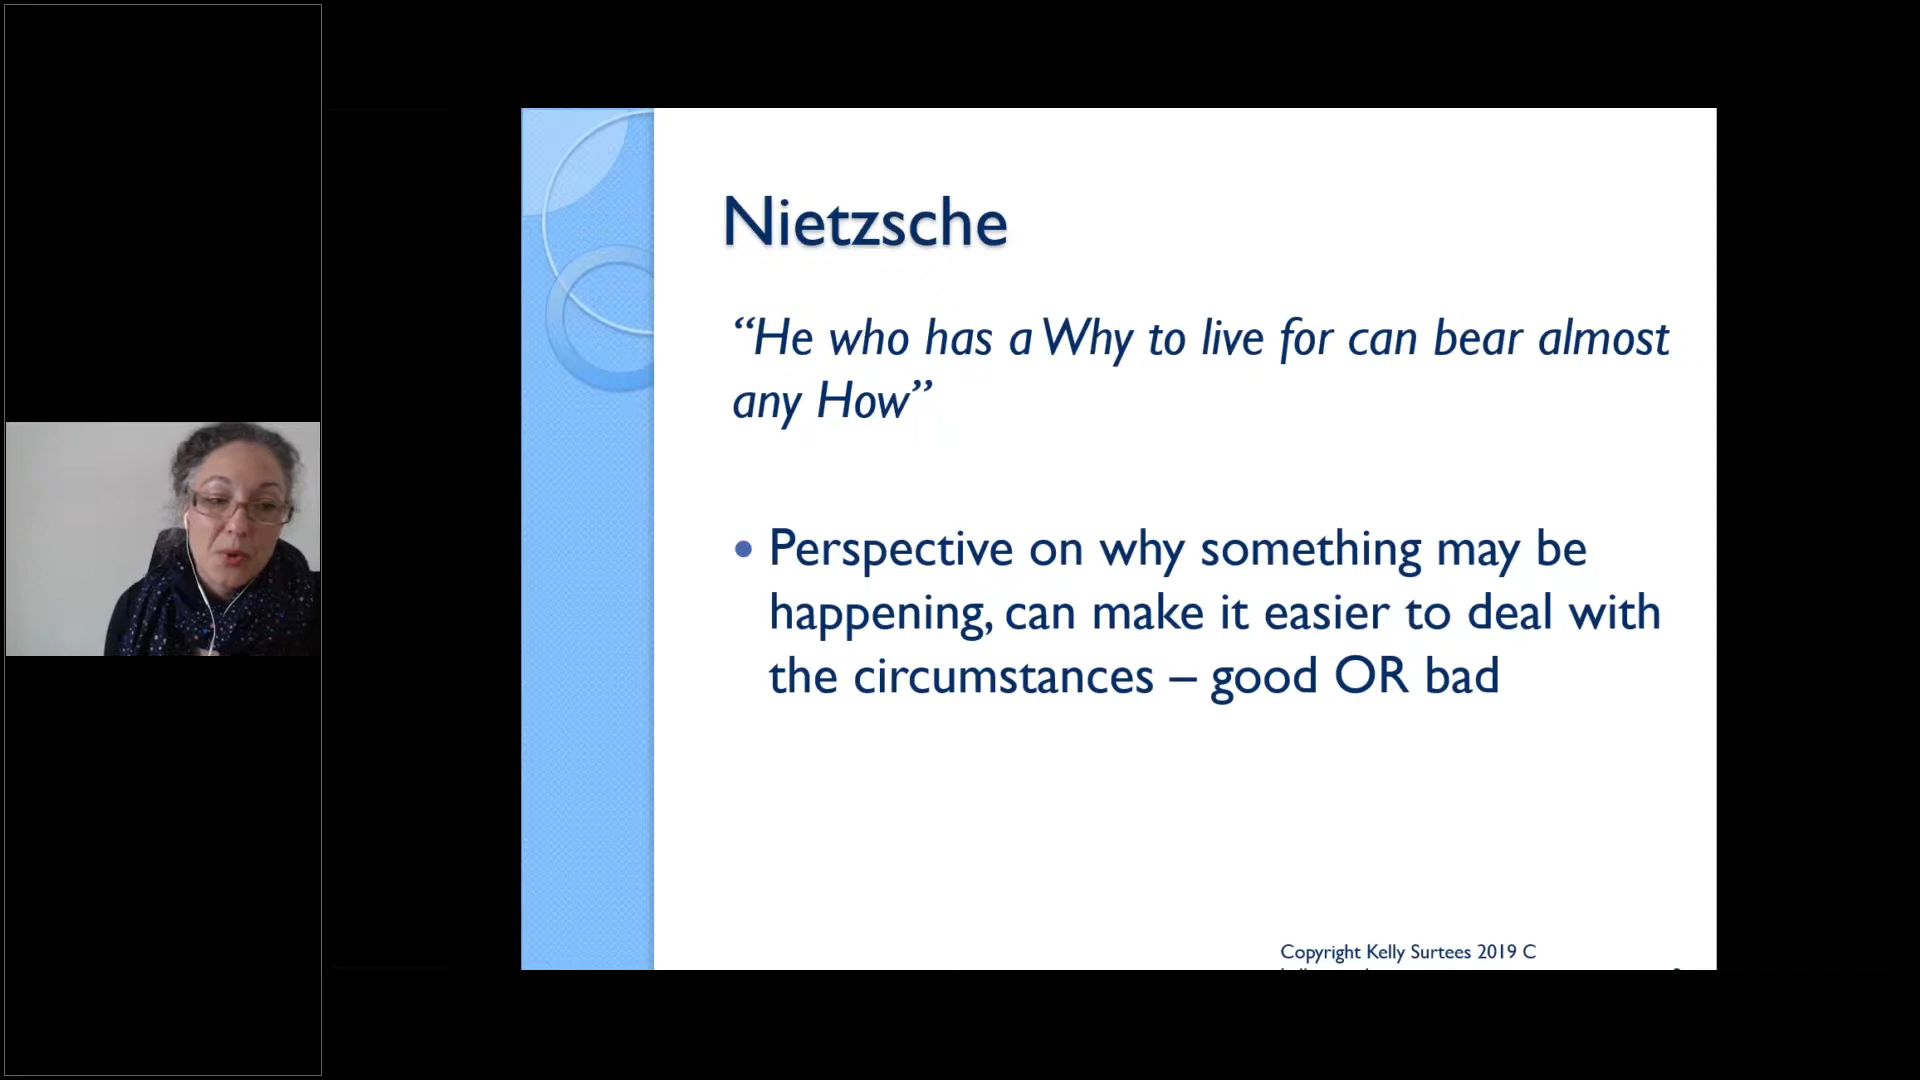 Nietzsche
“He who has a Why to live for can bear almost
any How”
• Perspective on why something may be
happening, can make it easier to deal with
the circumstances – good OR bad
Copyright Kelly Surtees 2019 C